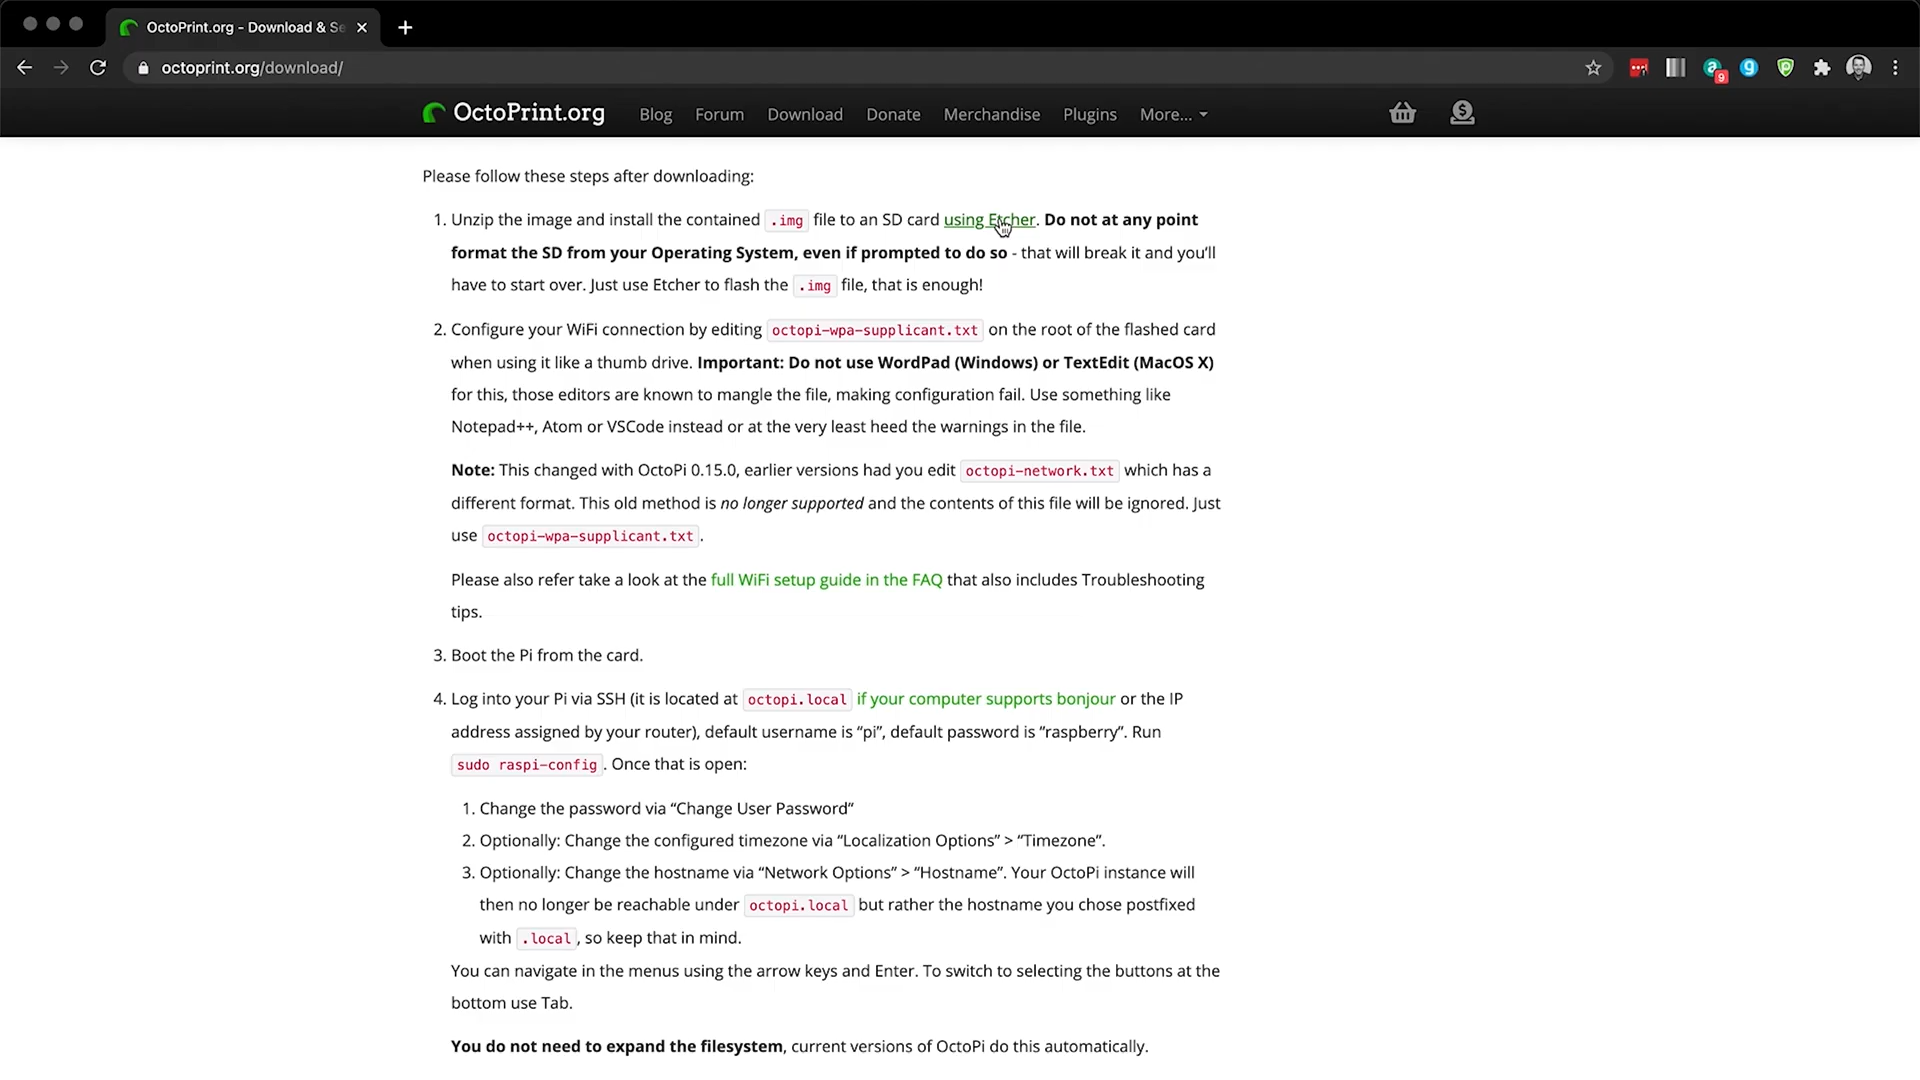 OctoPrint.org - Download & Se
octoprint.org/download/
9
OctoPrint.org Blog Forum Download Donate Merchandise Plugins More...
Please follow these steps after downloading:
1. Unzip the image and install the contained .img file to an SD card using Etcher. Do not at any point
format the SD from your Operating System, even if prompted to do so - that will break it and you’ll
have to start over. Just use Etcher to flash the .img file, that is enough!
2. Configure your WiFi connection by editing octopi-wpa-supplicant.txt on the root of the flashed card
when using it like a thumb drive. Important: Do not use WordPad (Windows) or TextEdit (MacOS X)
for this, those editors are known to mangle the file, making configuration fail. Use something like
Notepad++, Atom or VSCode instead or at the very least heed the warnings in the file.
Note: This changed with OctoPi 0.15.0, earlier versions had you edit octopi-network.txt which has a
different format. This old method is no longer supported and the contents of this file will be ignored. Just
use octopi-wpa-supplicant.txt.
Please also refer take a look at the full WiFi setup guide in the FAQ that also includes Troubleshooting
tips.
3. Boot the Pi from the card.
4. Log into your Pi via SSH (it is located at octopi.local if your computer supports bonjour or the IP
address assigned by your router), default username is “pi”, default password is “raspberry”. Run
sudo raspi-config. Once that is open:
1. Change the password via “Change User Password”
2. Optionally: Change the configured timezone via “Localization Options” > “Timezone”.
3. Optionally: Change the hostname via “Network Options” > “Hostname”. Your OctoPi instance will
then no longer be reachable under octopi.local but rather the hostname you chose postfixed
with .local, so keep that in mind.
You can navigate in the menus using the arrow keys and Enter. To switch to selecting the buttons at the
bottom use Tab.
You do not need to expand the filesystem, current versions of OctoPi do this automatically.